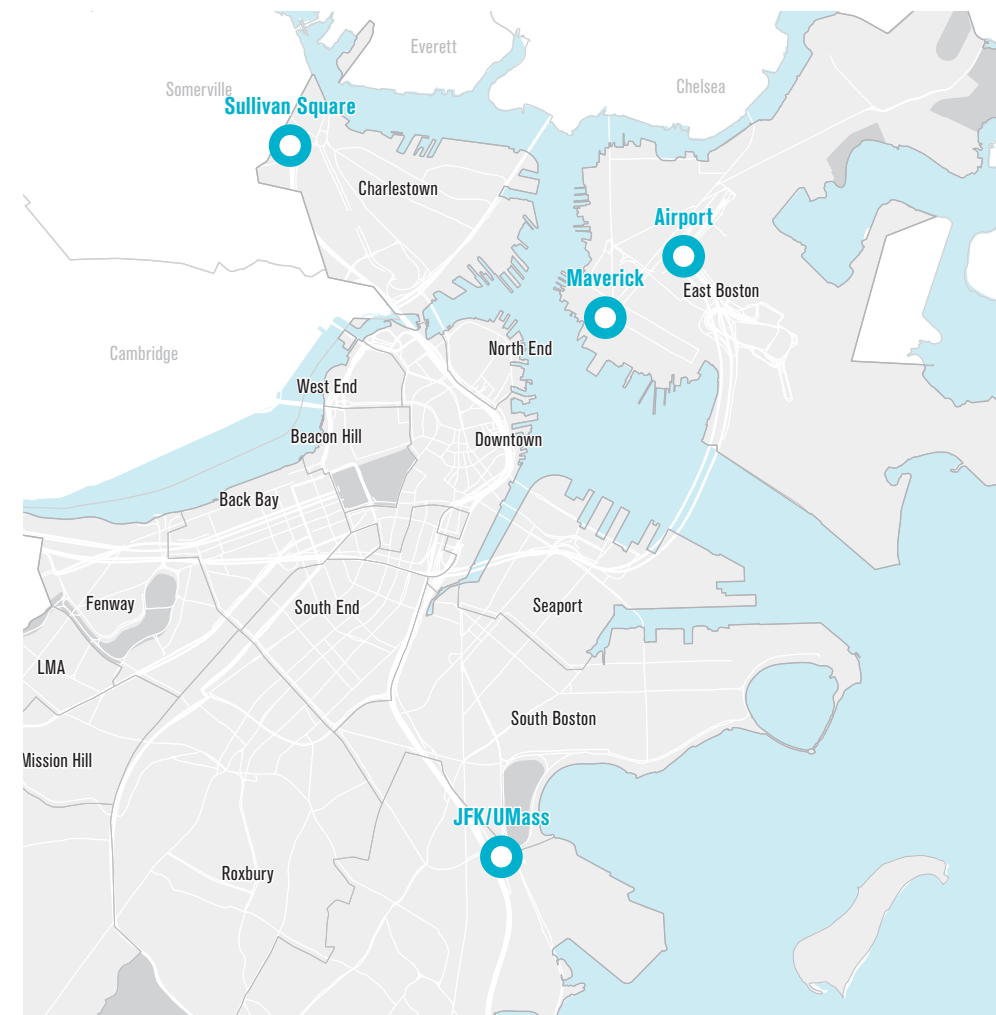 Everett
Somerville
Chelsea
Sullivan Square
Charlestown
Airport
Maverick
East Boston
Cambridge
North End
West End
Beacon Hill
Downtown
Back Bay
Fenway
South End
Seaport
LMA
South Boston
Mission Hill
JFK/UMass
Roxbury